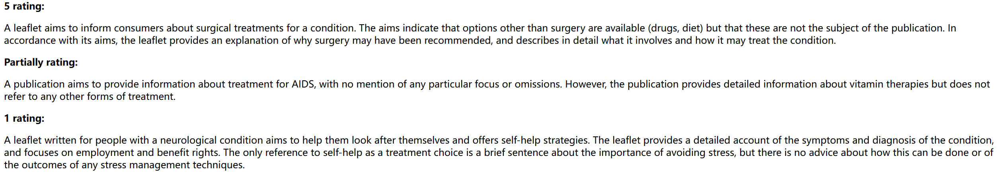 5 rating:
A leaflet aims to inform consumers about surgical treatments for a condition. The aims indicate that options other than surgery are available (drugs, diet) but that these are not the subject of the publication. In
accordance with its aims, the leaflet provides an explanation of why surgery may have been recommended, and describes in detail what it involves and how it may treat the condition.
Partially rating:
A publication aims to provide information about treatment for AIDS, with no mention of any particular focus or omissions. However, the publication provides detailed information about vitamin therapies but does not
refer to any other forms of treatment.
1 rating:
A leaflet written for people with a neurological condition aims to help them look after themselves and offers self-help strategies. The leaflet provides a detailed account of the symptoms and diagnosis of the condition,
and focuses on employment and benefit rights. The only reference to self-help as a treatment choice is a brief sentence about the importance of avoiding stress, but there is no advice about how this can be done or of
the outcomes of any stress management techniques.